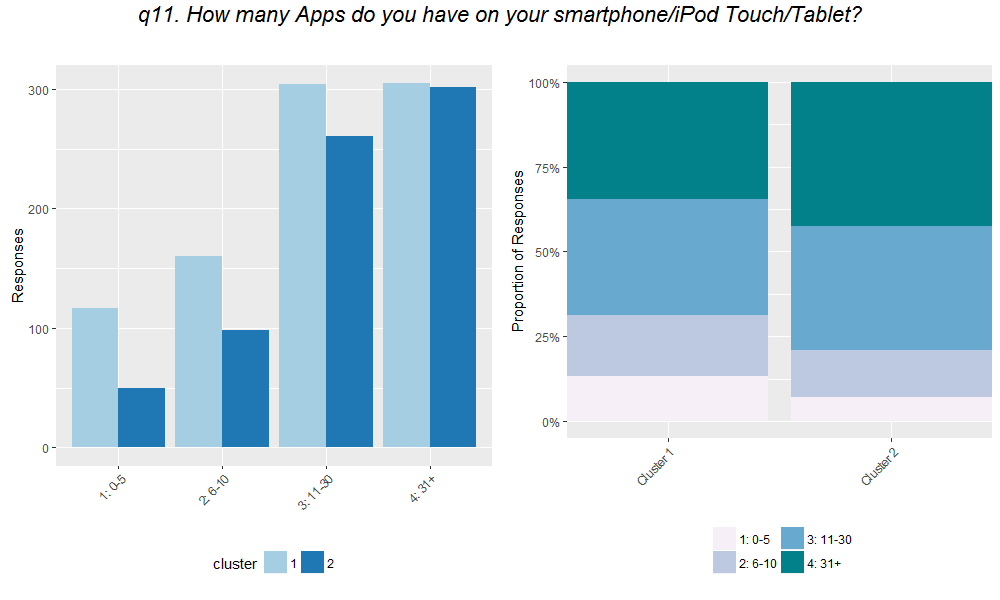 q11. How many Apps do you have on your smartphone/iPod Touch/Tablet?
Responses
300
200
100
0
1: 0-5
2: 6-10
3: 11-30
4: 31+
cluster 1 2
Proportion of Responses
100%
75%
50%
25%
0%
Cluster 1
Cluster 2
1: 0-5 3: 11-30
2: 6-10 4: 31+